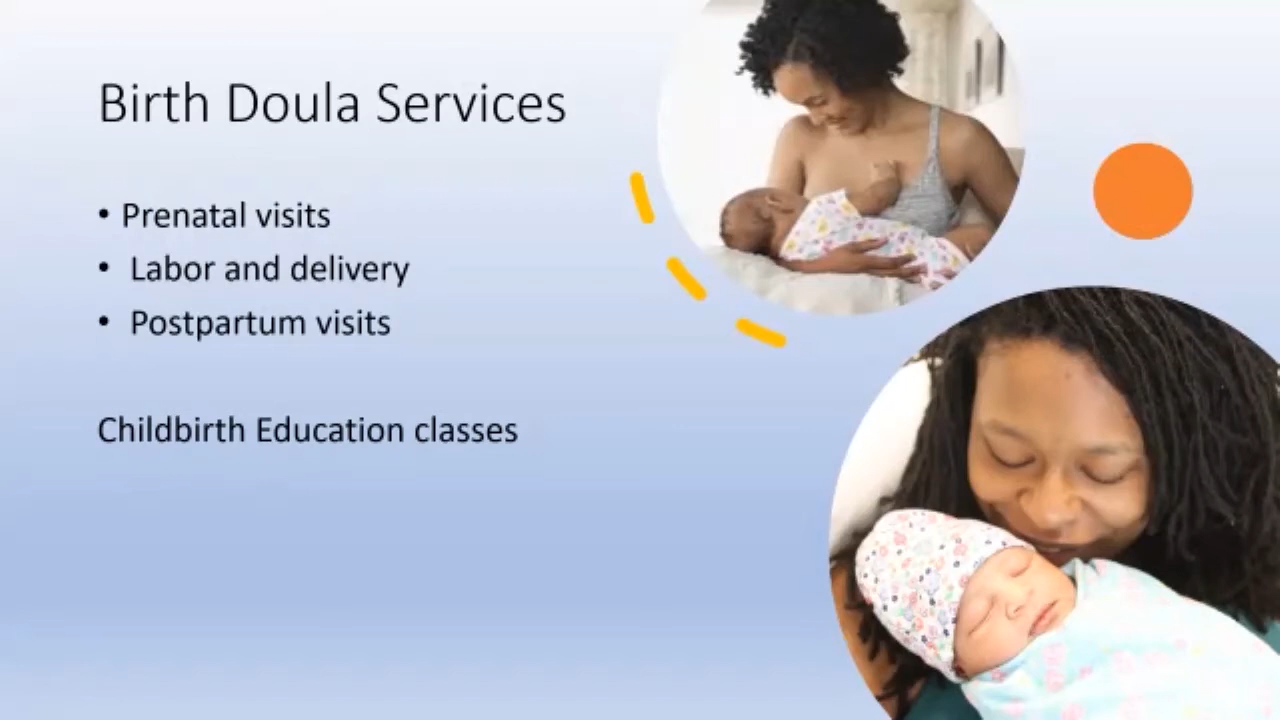 Birth Doula Services
• Prenatal visits
• Labor and delivery
• Postpartum visits
Childbirth Education classes